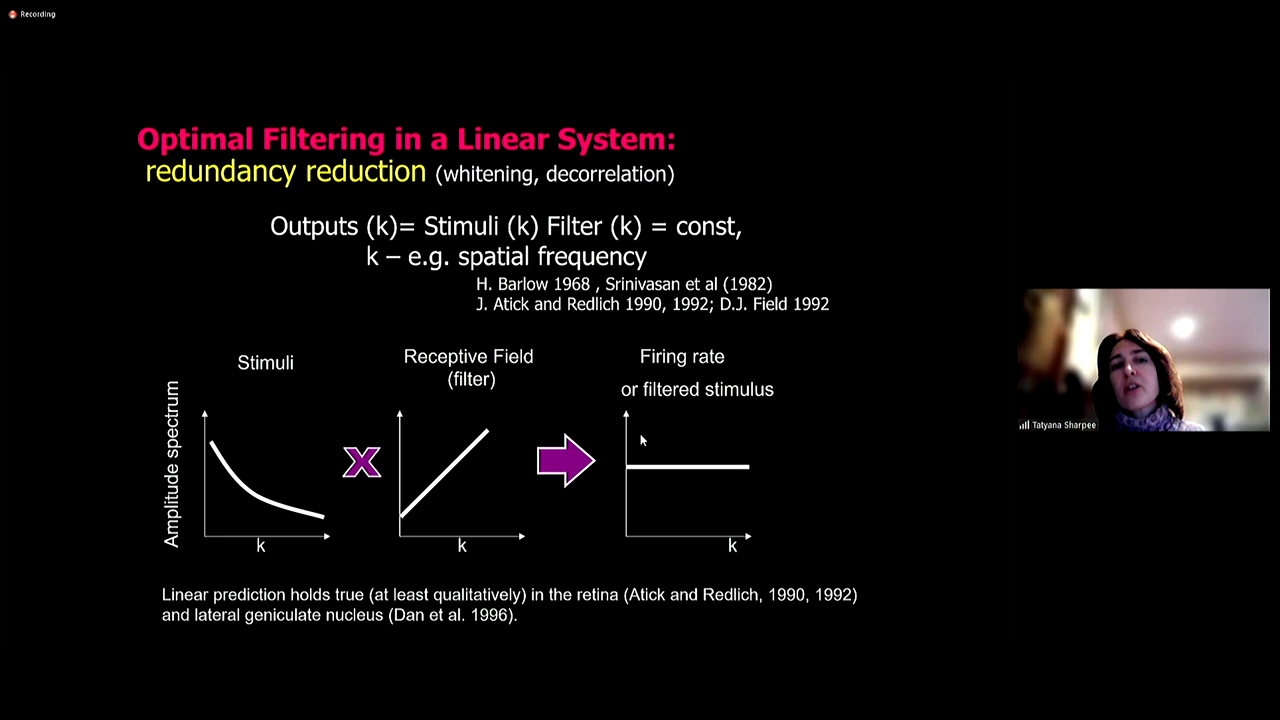 Recording
Optimal Filtering in a Linear System:
redundancy reduction (whitening, decorrelation)
Outputs (k)= Stimuli (k) Filter (k) = const,
k – e.g. spatial frequency
H. Barlow 1968 , Srinivasan et al (1982)
J. Atick and Redlich 1990, 1992; D.J. Field 1992
Stimuli
Receptive Field
(filter)
Firing rate
or filtered stimulus
Amplitude spectrum
X
k
k
k
Tatyana Sharpee
Linear prediction holds true (at least qualitatively) in the retina (Atick and Redlich, 1990, 1992)
and lateral geniculate nucleus (Dan et al. 1996).